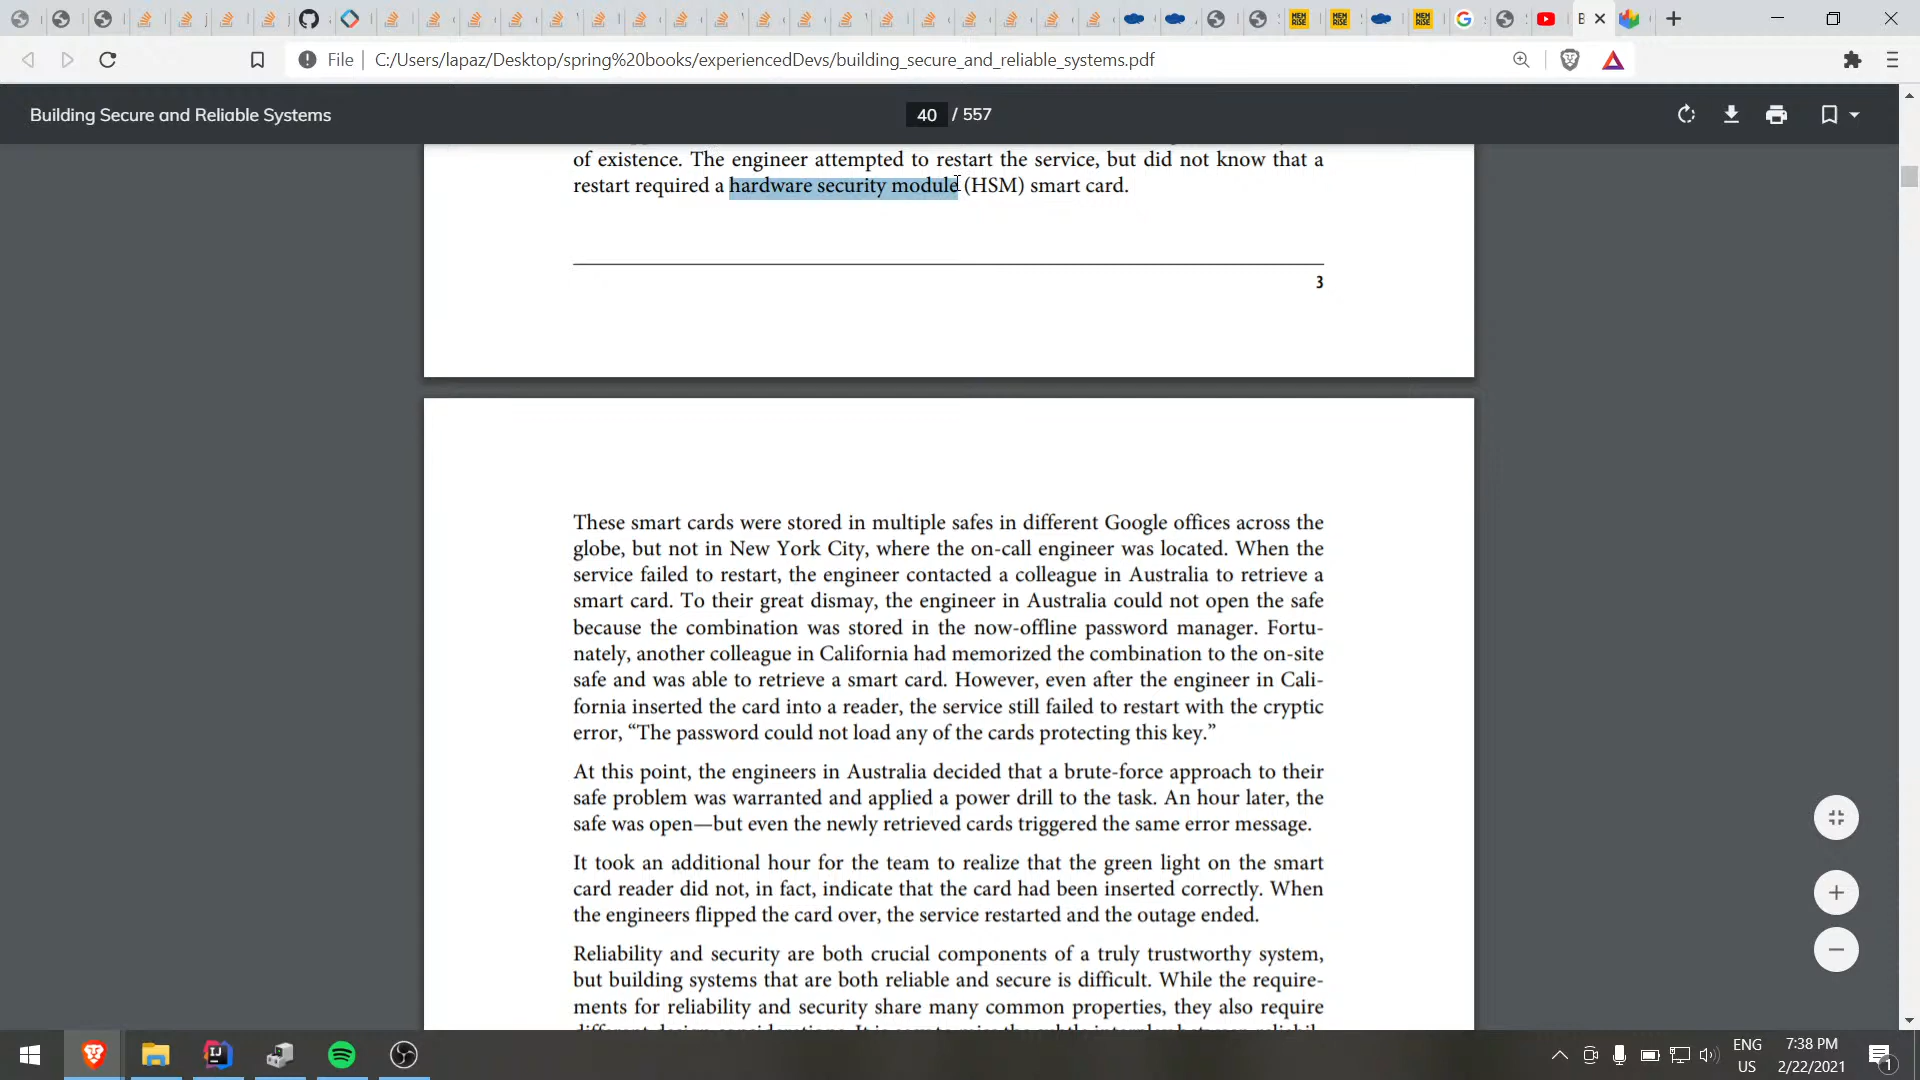 File
C:/Users/lapaz/Desktop/spring%20books/experiencedDevs/building_secure_and_reliable_systems.pdf
Building Secure and Reliable Systems
40 / 557
of existence. The engineer attempted to restart the service, but did not know that a
restart required a hardware security module (HSM) smart card.
3
These smart cards were stored in multiple safes in different Google offices across the
globe, but not in New York City, where the on-call engineer was located. When the
service failed to restart, the engineer contacted a colleague in Australia to retrieve a
smart card. To their great dismay, the engineer in Australia could not open the safe
because the combination was stored in the now-offline password manager. Fortu-
nately, another colleague in California had memorized the combination to the on-site
safe and was able to retrieve a smart card. However, even after the engineer in Cali-
fornia inserted the card into a reader, the service still failed to restart with the cryptic
error, “The password could not load any of the cards protecting this key.”
At this point, the engineers in Australia decided that a brute-force approach to their
safe problem was warranted and applied a power drill to the task. An hour later, the
safe was open—but even the newly retrieved cards triggered the same error message.
It took an additional hour for the team to realize that the green light on the smart
card reader did not, in fact, indicate that the card had been inserted correctly. When
the engineers flipped the card over, the service restarted and the outage ended.
Reliability and security are both crucial components of a truly trustworthy system,
but building systems that are both reliable and secure is difficult. While the require-
ments for reliability and security share many common properties, they also require
ENG
US
7:38 PM
2/22/2021
1